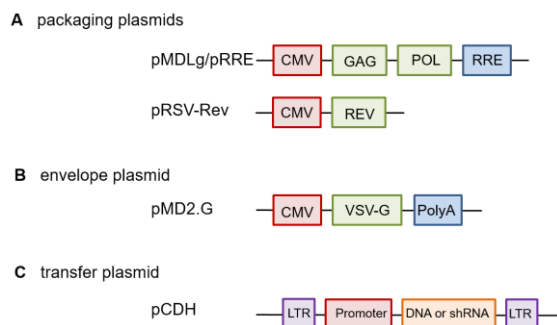 A packaging plasmids
pMDLg/pRRE CMV GAG POL RRE
pRSV-Rev CMV REV
B envelope plasmid
pMD2.G CMV VSV-G PolyA
C transfer plasmid
pCDH LTR Promoter DNA or shRNA LTR